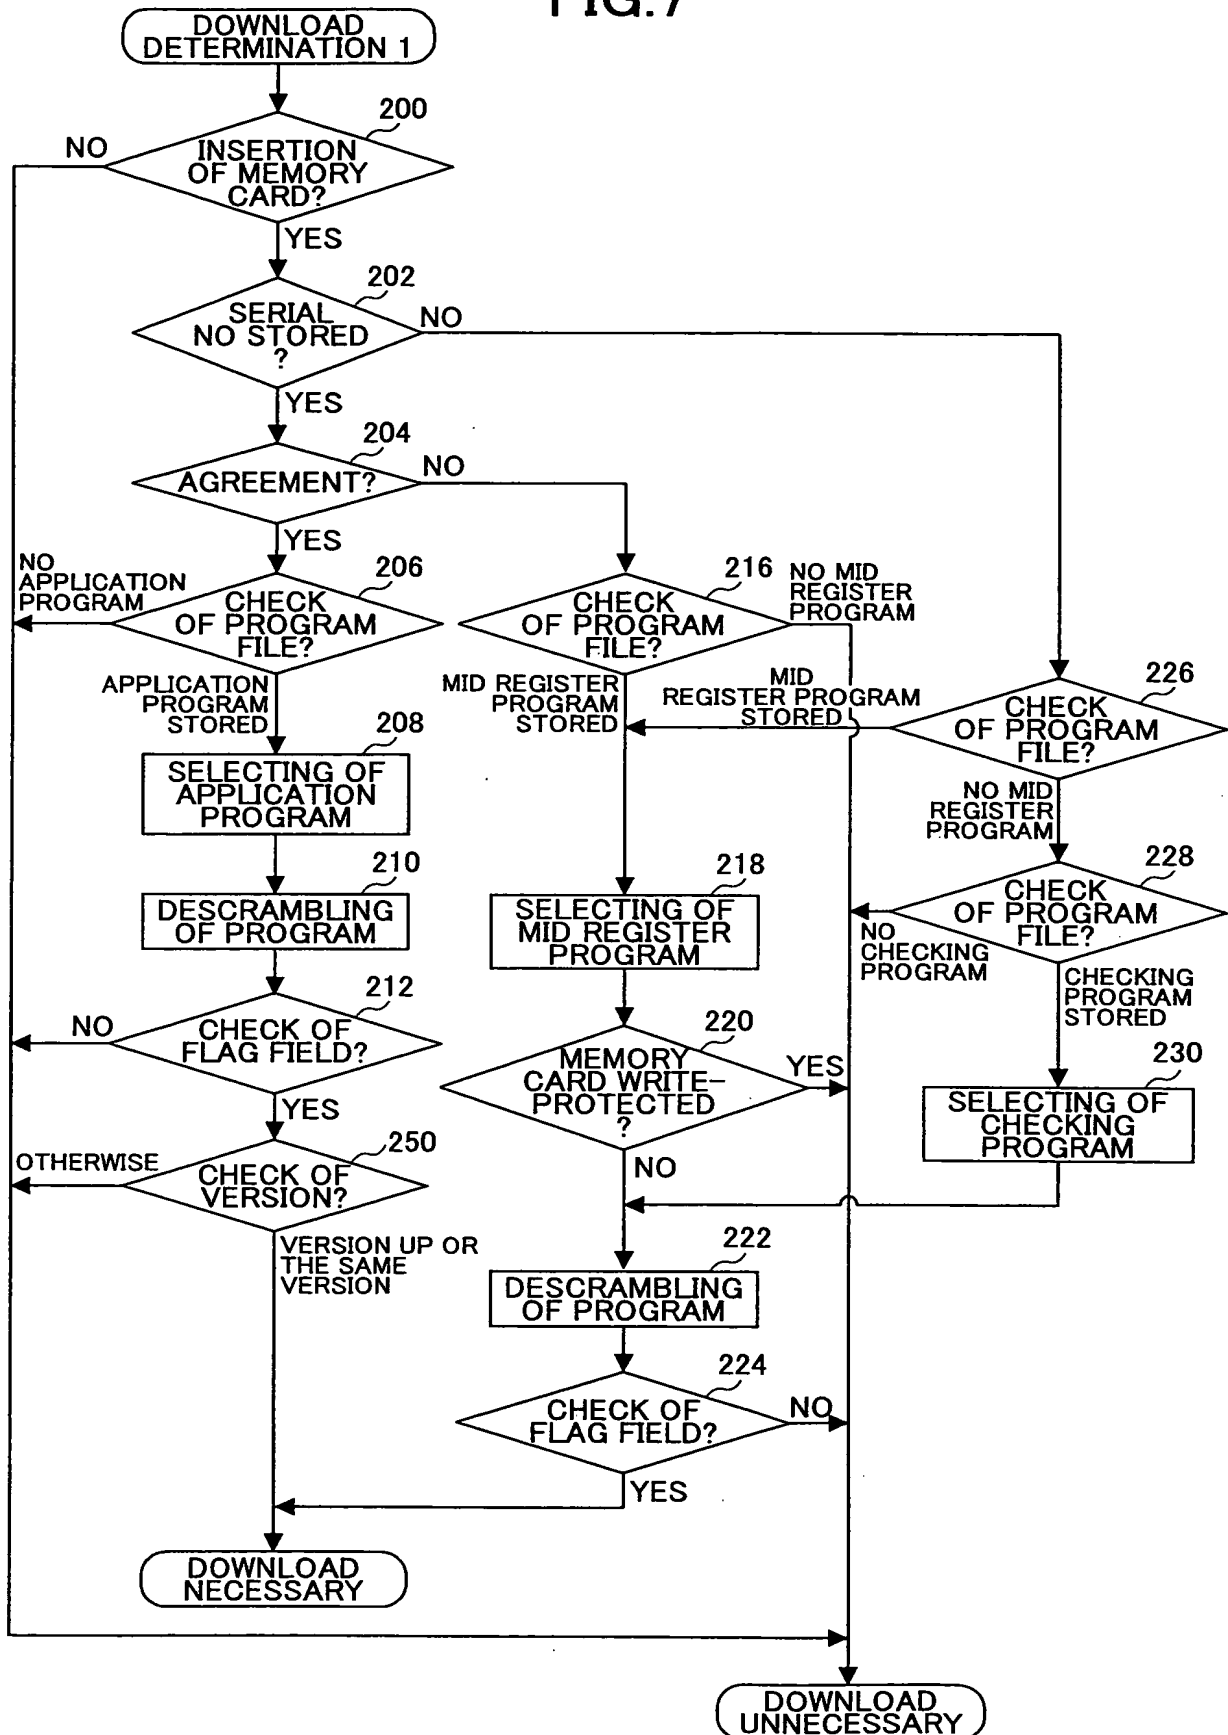 FIG.7
DOWNLOAD
DETERMINATION 1
200
NO
INSERTION
OF MEMORY
CARD?
YES
202
SERIAL
NO STORED
?
NO
YES
204
AGREEMENT?
NO
YES
NO
APPLICATION
PROGRAM
206
CHECK
OF PROGRAM
FILE?
216
CHECK
OF PROGRAM
FILE?
NO MID
REGISTER
PROGRAM
APPLICATION
PROGRAM
STORED
MID REGISTER
PROGRAM
STORED
MID
REGISTER PROGRAM
STORED
226
CHECK
OF PROGRAM
FILE?
208
SELECTING OF
APPLICATION
PROGRAM
NO MID
REGISTER
PROGRAM
210
DESCRAMBLING
OF PROGRAM
218
SELECTING OF
MID REGISTER
PROGRAM
228
CHECK
OF PROGRAM
FILE?
NO
CHECKING
PROGRAM
CHECKING
PROGRAM
STORED
212
NO
CHECK OF
FLAG FIELD?
YES
220
MEMORY
CARD WRITE-
PROTECTED
?
YES
NO
230
SELECTING OF
CHECKING
PROGRAM
250
OTHERWISE
CHECK OF
VERSION?
VERSION UP OR
THE SAME
VERSION
222
DESCRAMBLING
OF PROGRAM
224
CHECK OF
FLAG FIELD?
NO
YES
DOWNLOAD
NECESSARY
DOWNLOAD
UNNECESSARY